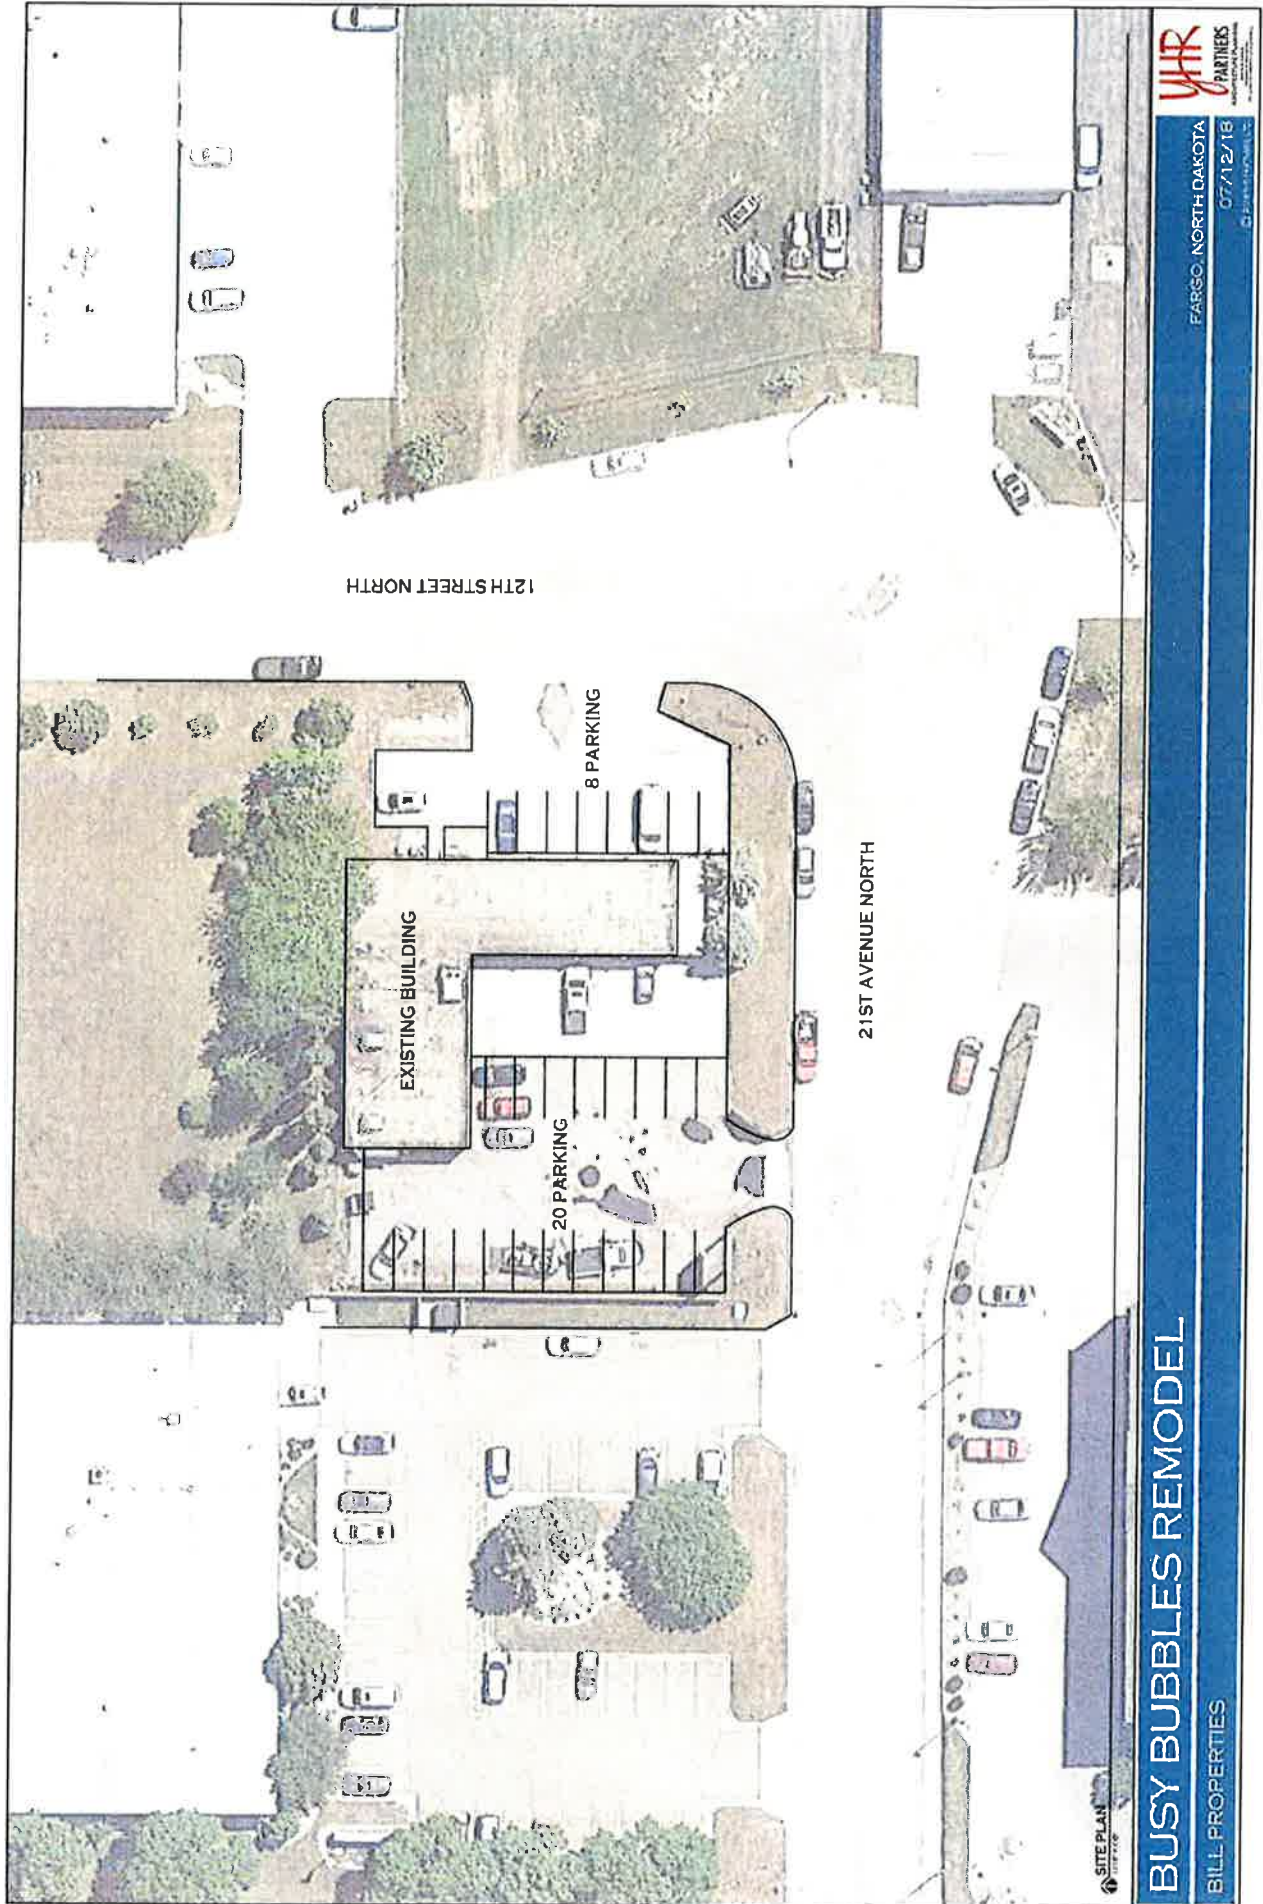 12TH STREET NORTH
8 PARKING
EXISTING BUILDING
20 PARKING
21ST AVENUE NORTH
SITE PLAN
BUSY BUBBLES REMODEL
BILL PROPERTIES
FARGO, NORTH DAKOTA
07/12/18
YHR
PARTNERS